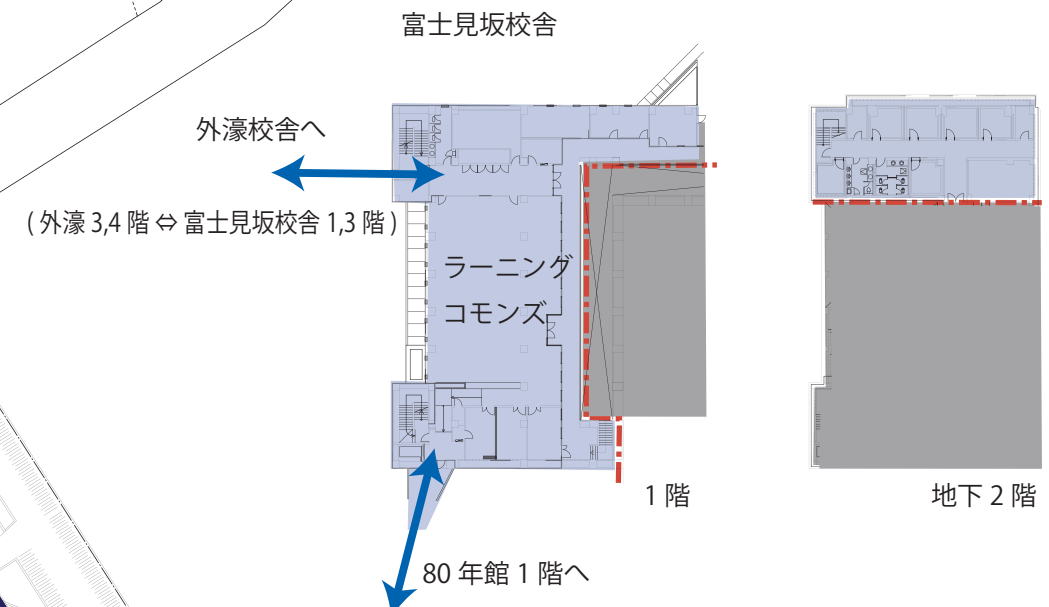 富士見坂校舎
外濠校舎へ
( 外濠 3,4 階 ⇔ 富士見坂校舎 1,3 階 )
ラーニング
コモンズ
1 階
地下 2 階
80 年館 1 階へ